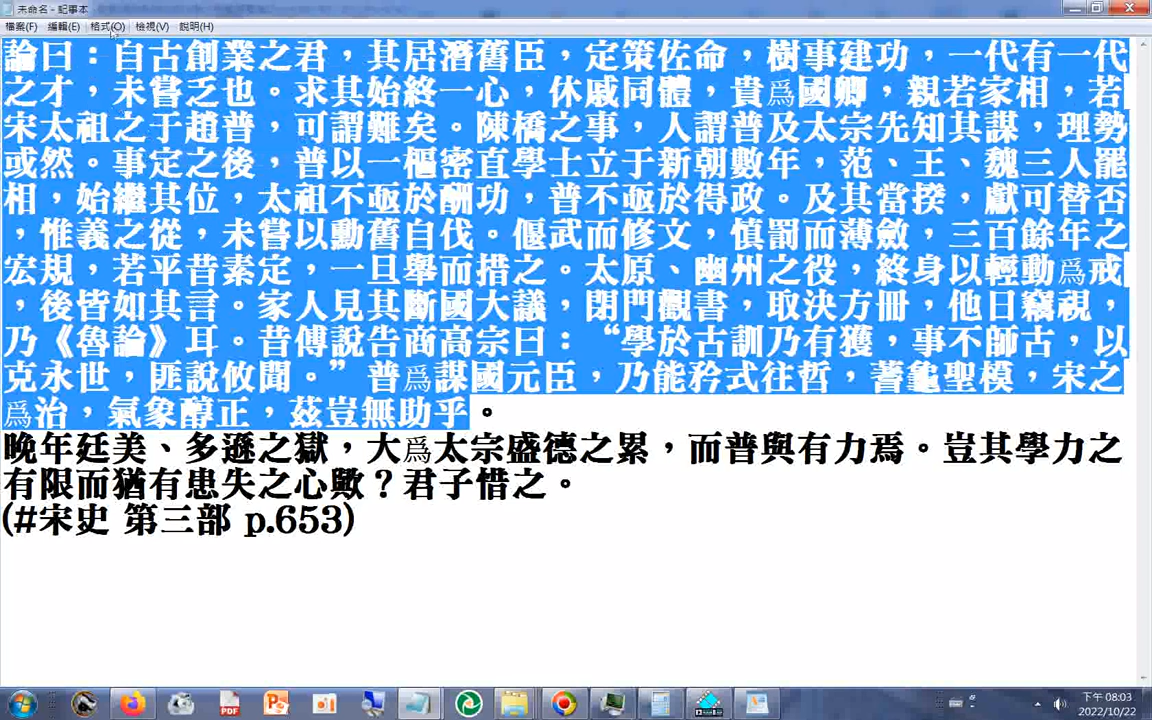 未命名 - 記事本
檔案(F) 編輯(E) 格式(O) 檢視(V) 說明(H)
論曰：自古創業之君，其居潛舊臣，定策佐命，樹事建功，一代有一代
之才，未嘗乏也。求其始終一心，休戚同體，貴爲國卿，親若家相，若
宋太祖之于趙普，可謂難矣。陳橋之事，人謂普及太宗先知其謀，理勢
或然。事定之後，普以一樞密直學士立于新朝數年，范、王、魏三人罷
相，始繼其位，太祖不亟於酬功，普不亟於得政。及其當揆，獻可替否
，惟義之從，未嘗以勳舊自伐。偃武而修文，慎罰而薄斂，三百餘年之
宏規，若平昔素定，一旦舉而措之。太原、幽州之役，終身以輕動爲戒
，後皆如其言。家人見其斷國大議，閉門觀書，取決方冊，他日竊視，
乃《魯論》耳。昔傅說告商高宗曰：“學於古訓乃有獲，事不師古，以
克永世，匪說攸聞。”普爲謀國元臣，乃能矜式往哲，蓍龜聖模，宋之
爲治，氣象醇正，茲豈無助乎。
晚年廷美、多遜之獄，大爲太宗盛德之累，而普與有力焉。豈其學力之
有限而猶有患失之心歟？君子惜之。
(#宋史 第三部 p.653)
PDF
下午 08:03
2022/10/22